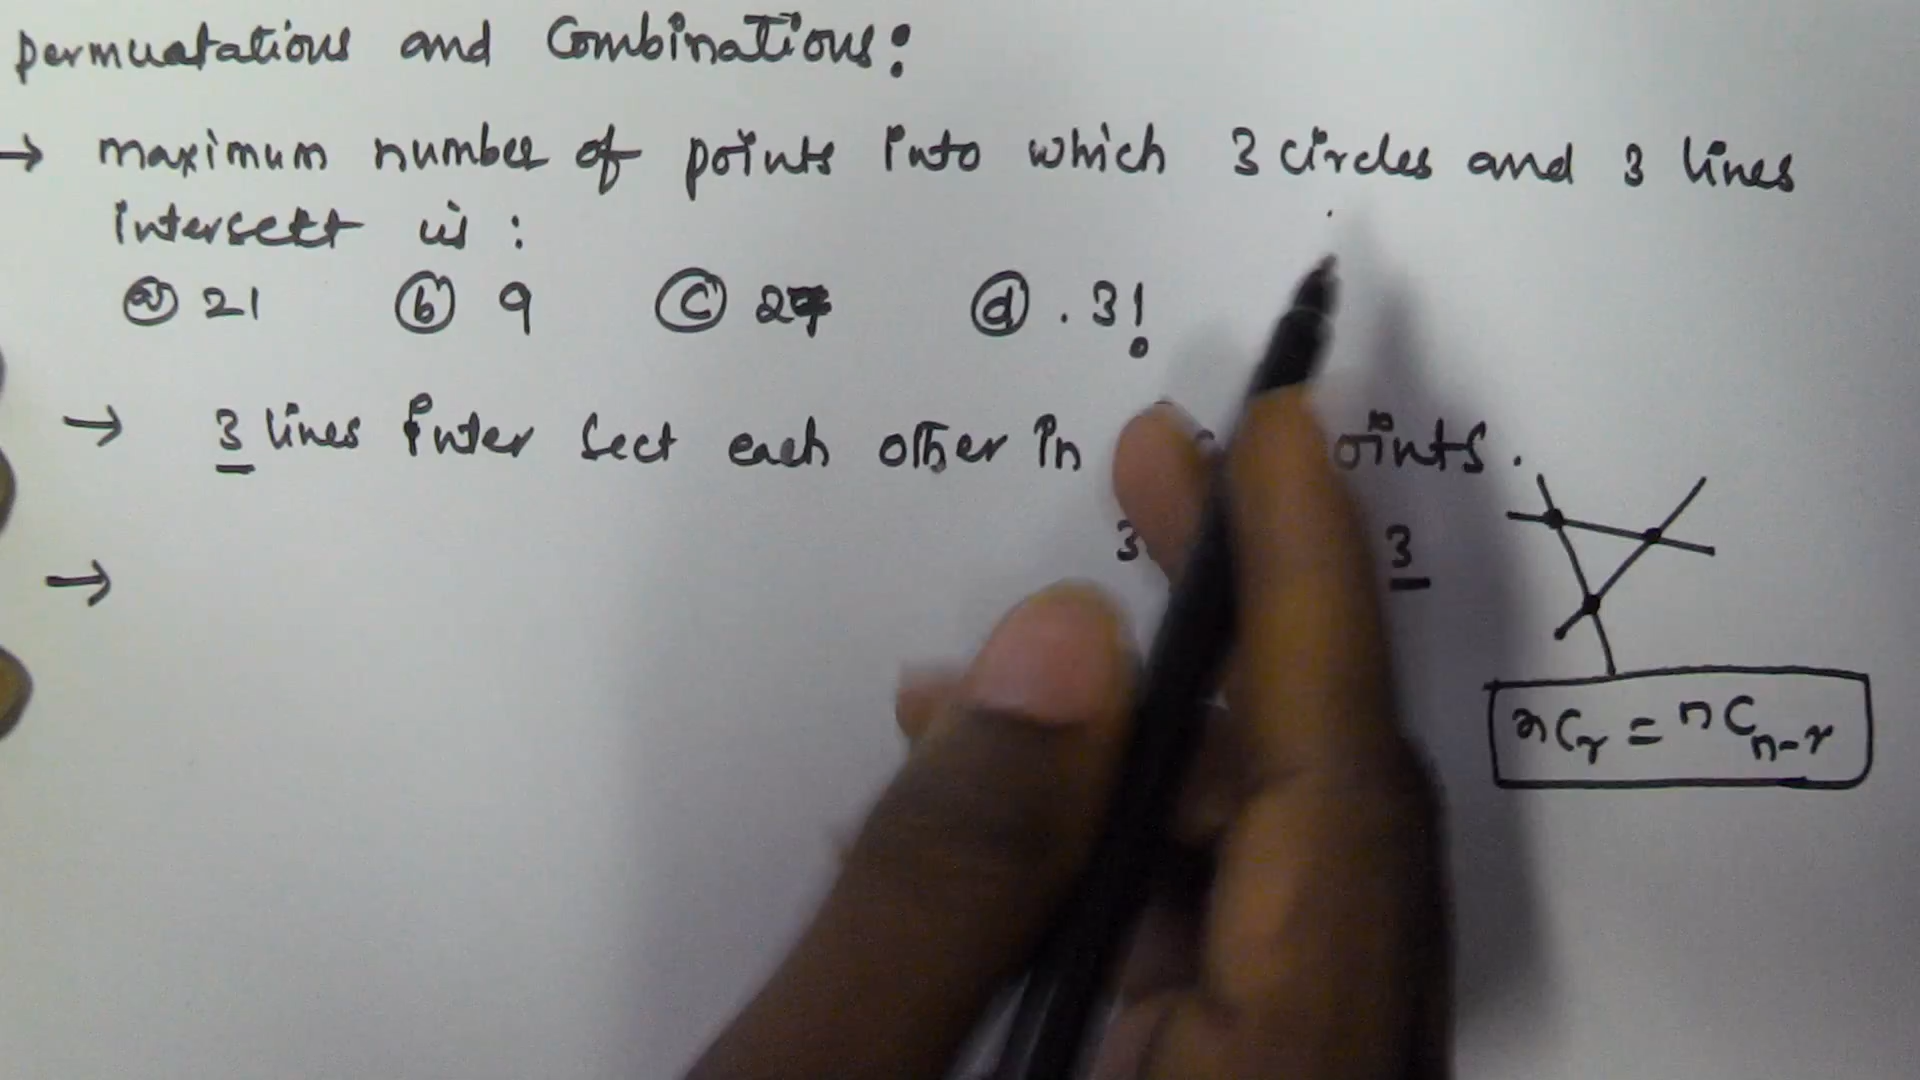 Permuatations and Combinations:
→ maximum number of points into which 3 circles and 3 lines
intersect is :
ⓐ 21 ⓑ 9 ⓒ 27 ⓓ . 3!
→ 3 lines inter sect each other in oints .
3 3
→
nCr = nCn-r